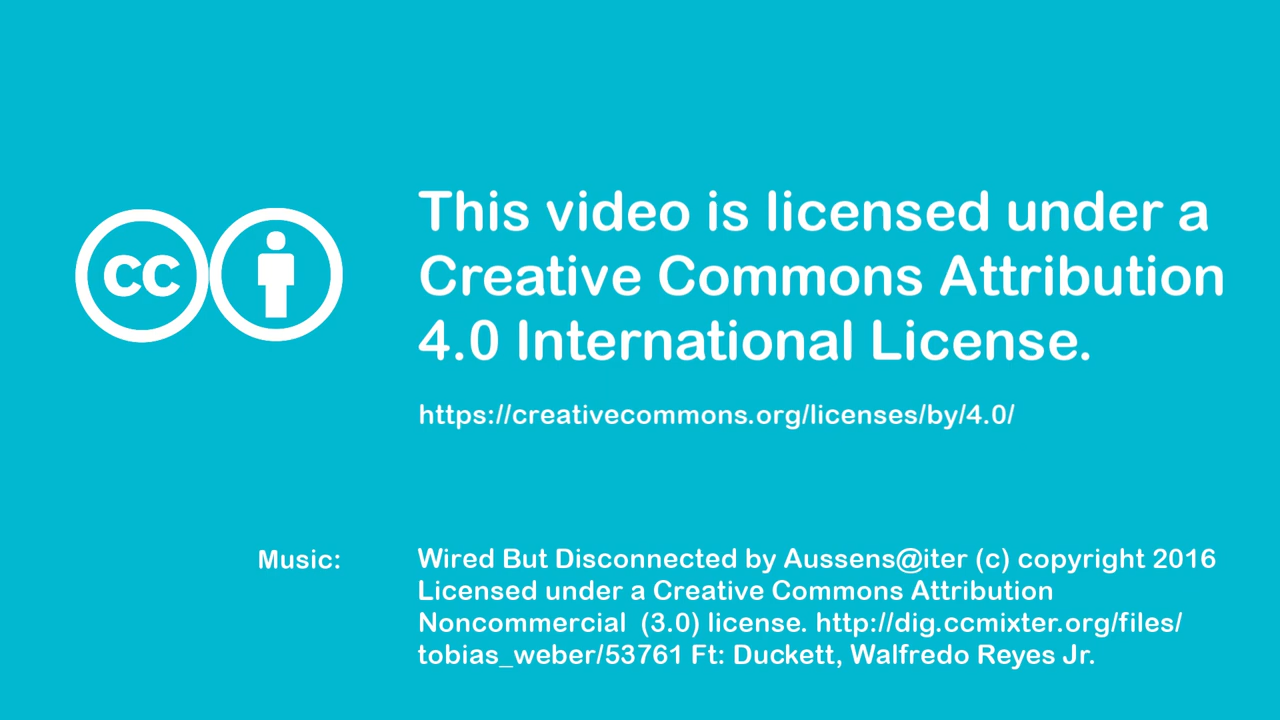 cc
This video is licensed under a
Creative Commons Attribution
4.0 International License.
https://creativecommons.org/licenses/by/4.0/
Music:
Wired But Disconnected by Aussens@iter (c) copyright 2016
Licensed under a Creative Commons Attribution
Noncommercial  (3.0) license. http://dig.ccmixter.org/files/
tobias_weber/53761 Ft: Duckett, Walfredo Reyes Jr.